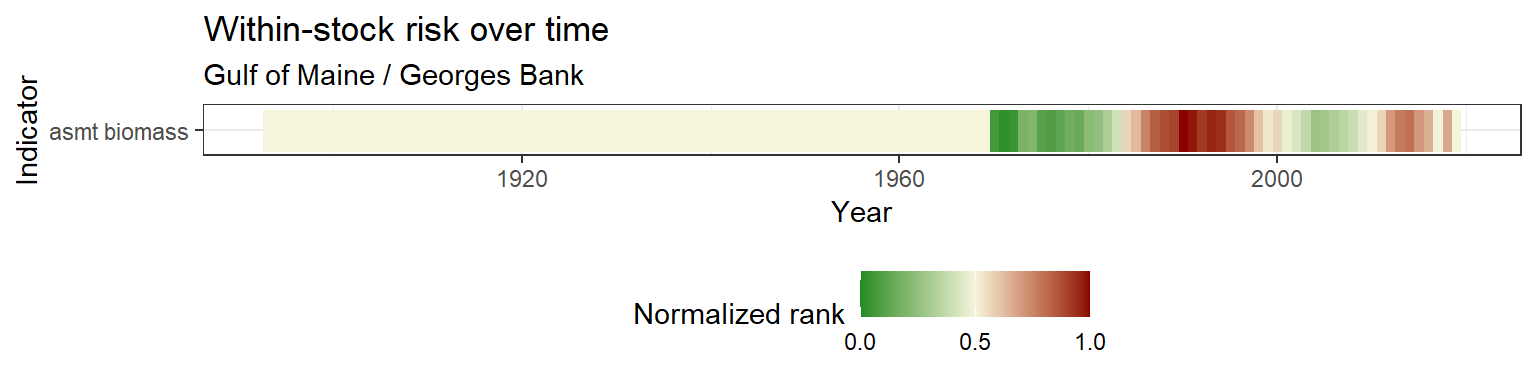 Within-stock risk over time
Gulf of Maine / Georges Bank
Indicator
asmt biomass
1920 1960 2000
Year
Normalized rank
0.0 0.5 1.0